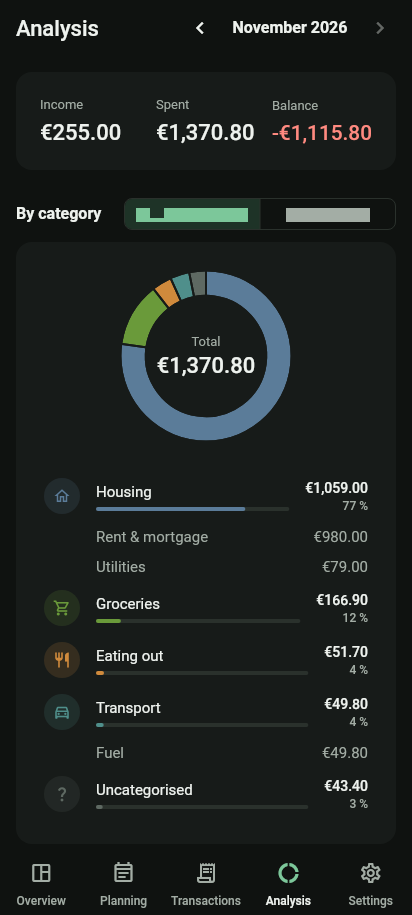 Analysis
November 2026
Income
Spent
Balance
€255.00
€1,370.80
-€1,115.80
By category
Total
€1,370.80
Housing
€1,059.00
77 %
Rent & mortgage
€980.00
Utilities
€79.00
Groceries
€166.90
12 %
Eating out
€51.70
4 %
Transport
€49.80
4 %
Fuel
€49.80
?
Uncategorised
€43.40
3 %
Overview
Planning
Transactions
Analysis
Settings